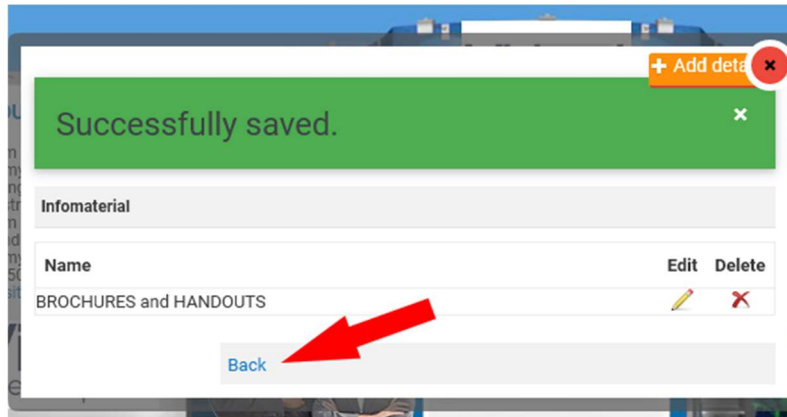 + Add deta
Successfully saved.
Infomaterial
Name Edit Delete
BROCHURES and HANDOUTS
Back